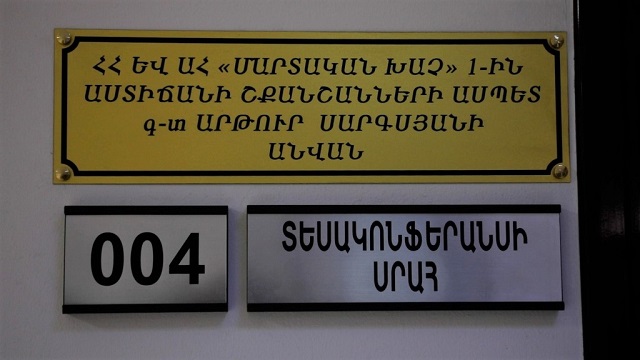 ՀՀ ԵՎ ԱՀ «ՄԱՐՏԱԿԱՆ ԽԱՉ» 1-ԻՆ
ԱՍՏԻՃԱՆԻ ՇՔԱՆՇԱՆՆԵՐԻ ԱՍՊԵՏ
գ-տ ԱՐԹՈՒՐ ՍԱՐԳՍՅԱՆԻ
ԱՆՎԱՆ
004
ՏԵՍԱԿՈՆՖԵՐԱՆՍԻ
ՍՐԱՀ